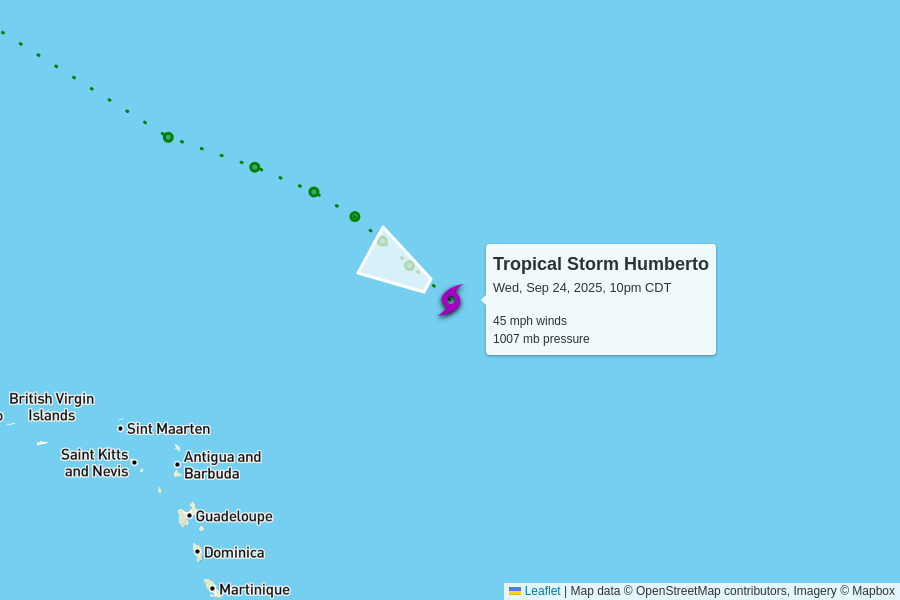 Tropical Storm Humberto
Wed, Sep 24, 2025, 10pm CDT
45 mph winds
1007 mb pressure
British Virgin
Islands
Sint Maarten
Saint Kitts
and Nevis
Antigua and
Barbuda
Guadeloupe
Dominica
Martinique
Leaflet | Map data © OpenStreetMap contributors, Imagery © Mapbox